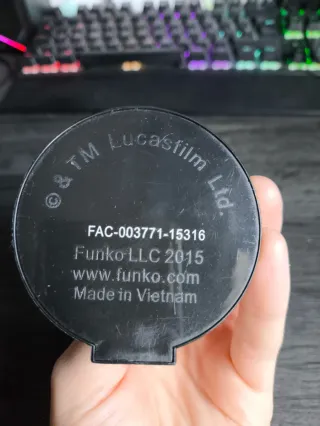 © & TM Lucasfilm Ltd.
FAC-003771-15316
Funko LLC 2015
www.funko.com
Made in Vietnam